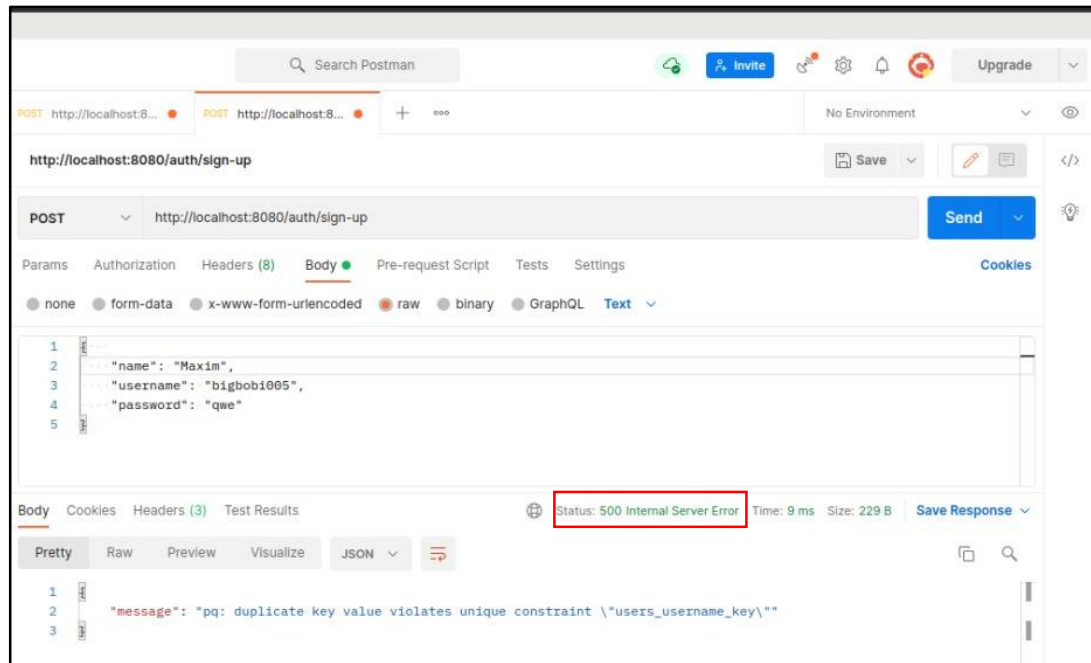 Search Postman
Invite
Upgrade
POST http://localhost:8...
POST http://localhost:8...
No Environment
http://localhost:8080/auth/sign-up
Save
</>
POST http://localhost:8080/auth/sign-up
Send
Params Authorization Headers (8) Body Pre-request Script Tests Settings Cookies
none form-data x-www-form-urlencoded raw binary GraphQL Text
1 {
2 "name": "Maxim",
3 "username": "bigbobi005",
4 "password": "qwe"
5 }
Body Cookies Headers (3) Test Results Status: 500 Internal Server Error Time: 9 ms Size: 229 B Save Response
Pretty Raw Preview Visualize JSON
1 {
2 "message": "pq: duplicate key value violates unique constraint \"users_username_key\""
3 }